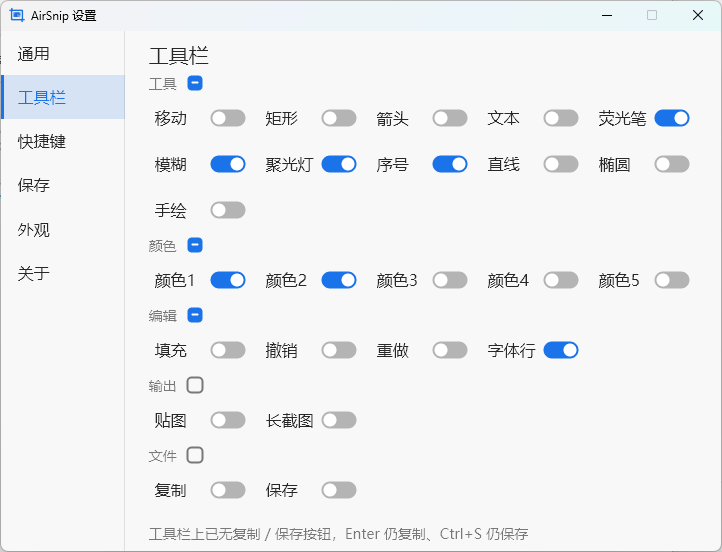 AirSnip 设置
通用
工具栏
快捷键
保存
外观
关于
工具栏
工具
移动 矩形 箭头 文本 荧光笔
模糊 聚光灯 序号 直线 椭圆
手绘
颜色
颜色1 颜色2 颜色3 颜色4 颜色5
编辑
填充 撤销 重做 字体行
输出
贴图 长截图
文件
复制 保存
工具栏上已无复制 / 保存按钮，Enter 仍复制、Ctrl+S 仍保存